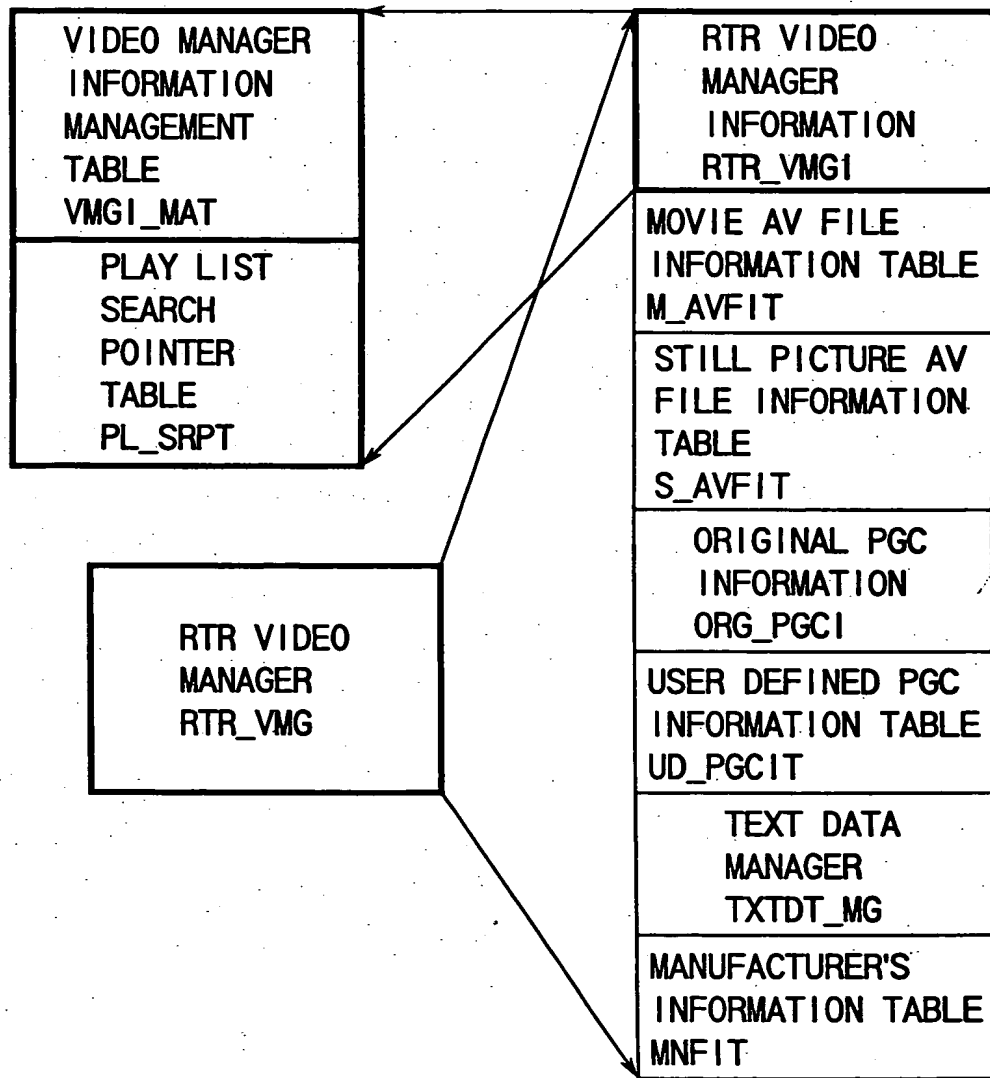 VIDEO MANAGER
INFORMATION
MANAGEMENT
TABLE
VMGI_MAT
PLAY LIST
SEARCH
POINTER
TABLE
PL_SRPT
RTR VIDEO
MANAGER
RTR_VMG
RTR VIDEO
MANAGER
INFORMATION
RTR_VMGI
MOVIE AV FILE
INFORMATION TABLE
M_AVFIT
STILL PICTURE AV
FILE INFORMATION
TABLE
S_AVFIT
ORIGINAL PGC
INFORMATION
ORG_PGCI
USER DEFINED PGC
INFORMATION TABLE
UD_PGCIT
TEXT DATA
MANAGER
TXTDT_MG
MANUFACTURER'S
INFORMATION TABLE
MNFIT